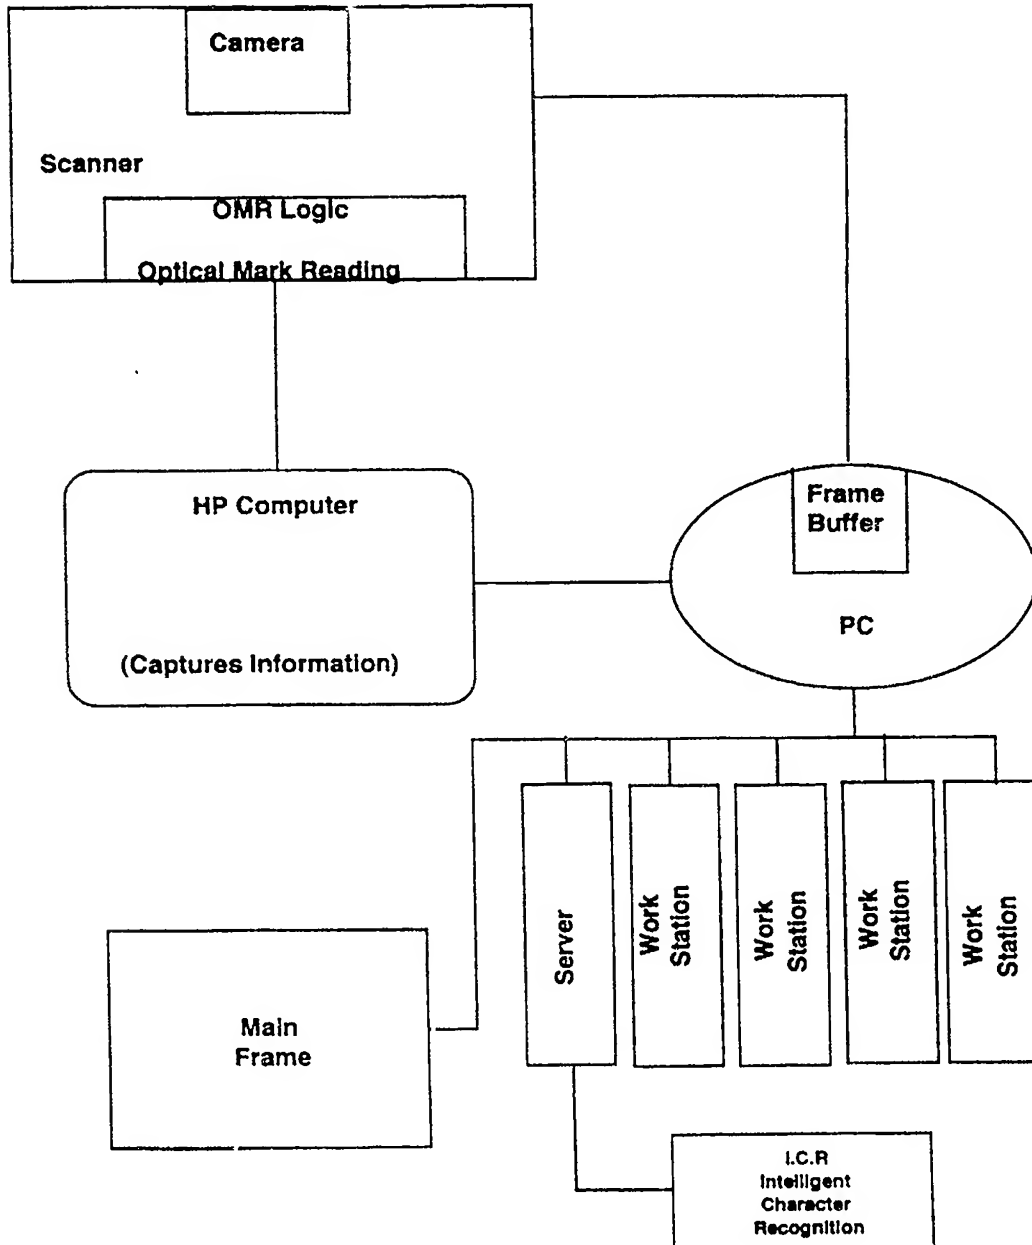 Camera
Scanner
OMR Logic
Optical Mark Reading
HP Computer
(Captures Information)
Frame
Buffer
PC
Server
Work
Station
Work
Station
Work
Station
Work
Station
Main
Frame
I.C.R
Intelligent
Character
Recognition